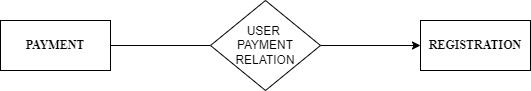 PAYMENT
USER
PAYMENT
RELATION
REGISTRATION